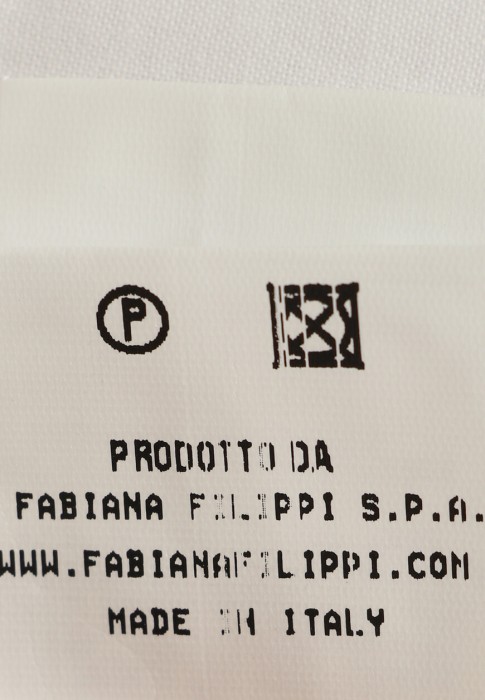 P
PRODOTTO DA
FABIANA FILIPPI S.P.A.
WWW.FABIANAFILIPPI.COM
MADE IN ITALY